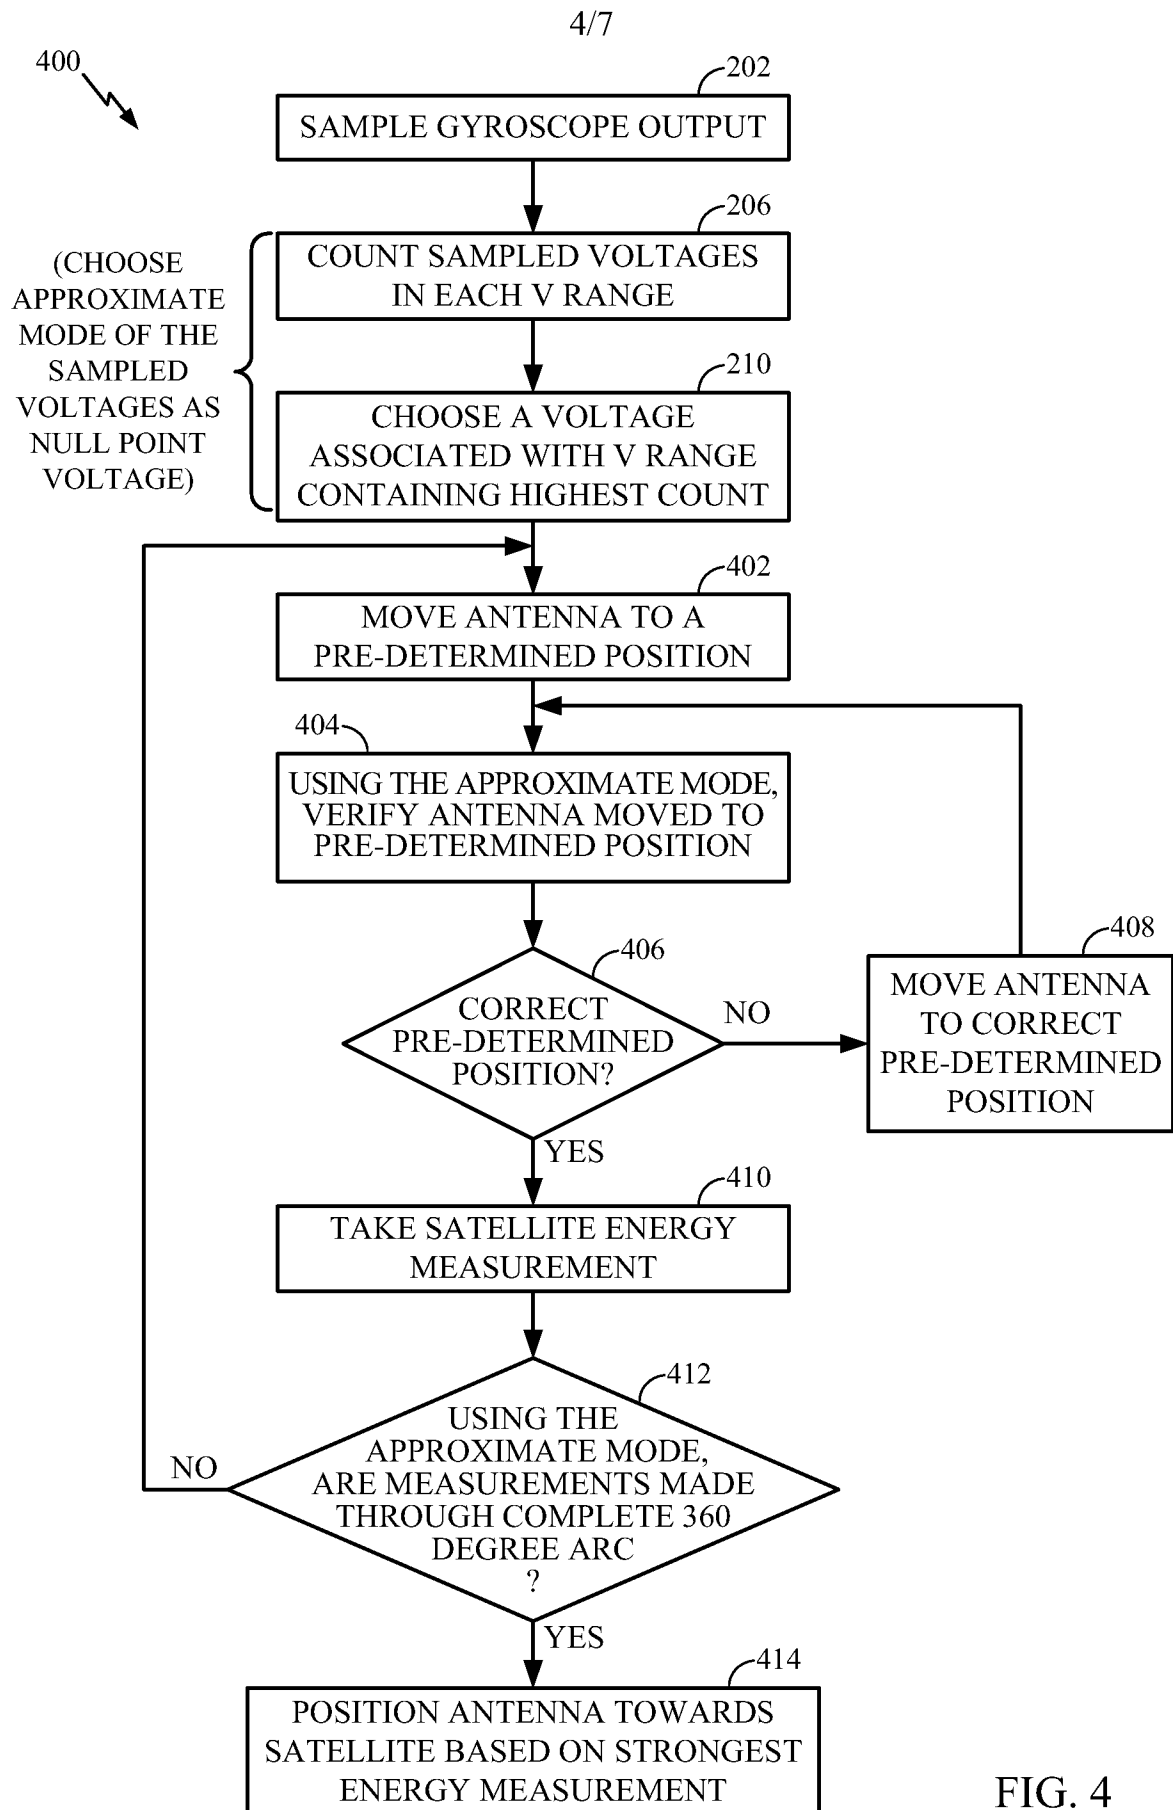 4/7
400
202
SAMPLE GYROSCOPE OUTPUT
206
COUNT SAMPLED VOLTAGES
IN EACH V RANGE
(CHOOSE
APPROXIMATE
MODE OF THE
SAMPLED
VOLTAGES AS
NULL POINT
VOLTAGE)
210
CHOOSE A VOLTAGE
ASSOCIATED WITH V RANGE
CONTAINING HIGHEST COUNT
402
MOVE ANTENNA TO A
PRE-DETERMINED POSITION
404
USING THE APPROXIMATE MODE,
VERIFY ANTENNA MOVED TO
PRE-DETERMINED POSITION
406
CORRECT
PRE-DETERMINED
POSITION?
NO
408
MOVE ANTENNA
TO CORRECT
PRE-DETERMINED
POSITION
YES
410
TAKE SATELLITE ENERGY
MEASUREMENT
412
USING THE
APPROXIMATE MODE,
ARE MEASUREMENTS MADE
THROUGH COMPLETE 360
DEGREE ARC
?
NO
YES
414
POSITION ANTENNA TOWARDS
SATELLITE BASED ON STRONGEST
ENERGY MEASUREMENT
FIG. 4